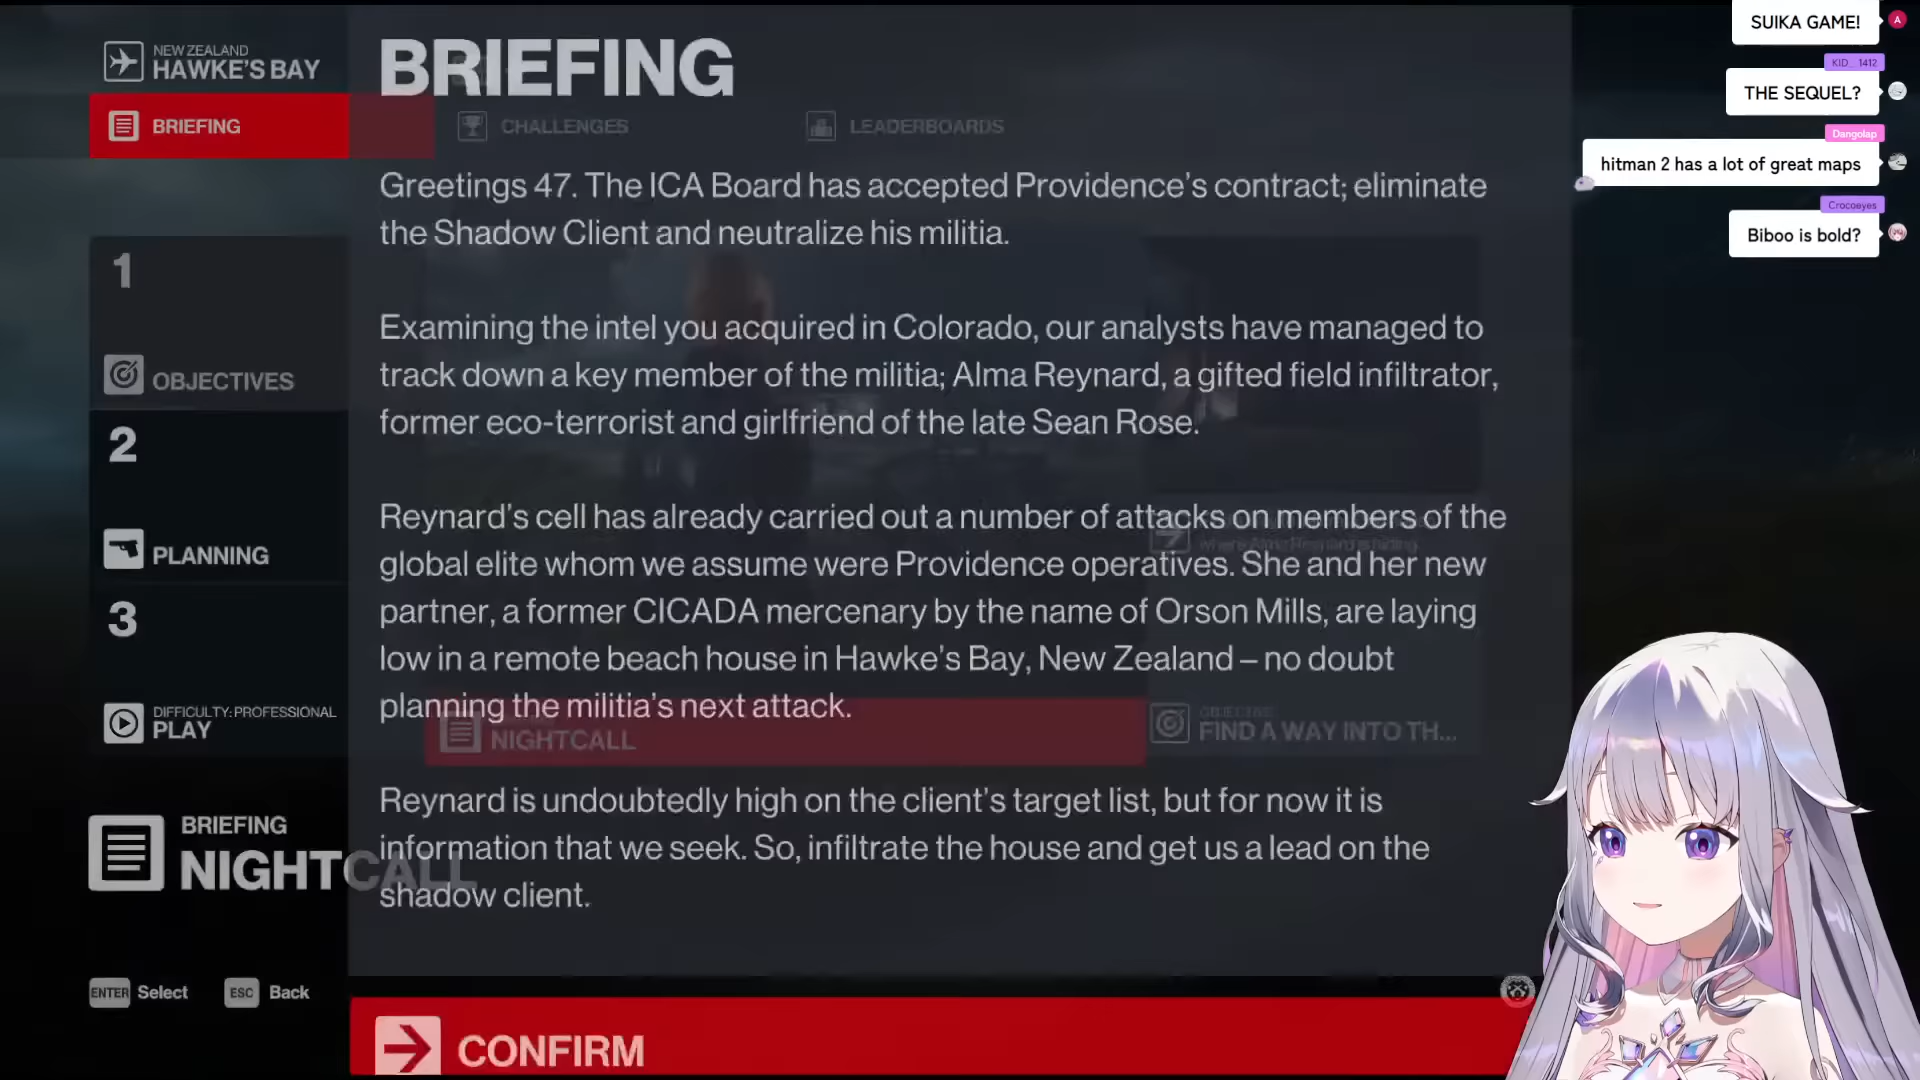 NEW ZEALAND
HAWKE'S BAY
BRIEFING
BRIEFING
CHALLENGES
LEADERBOARDS
Greetings 47. The ICA Board has accepted Providence's contract; eliminate
the Shadow Client and neutralize his militia.
Examining the intel you acquired in Colorado, our analysts have managed to
track down a key member of the militia; Alma Reynard, a gifted field infiltrator,
former eco-terrorist and girlfriend of the late Sean Rose.
Reynard's cell has already carried out a number of attacks on members of the
global elite whom we assume were Providence operatives. She and her new
partner, a former CICADA mercenary by the name of Orson Mills, are laying
low in a remote beach house in Hawke's Bay, New Zealand – no doubt
planning the militia's next attack.
Reynard is undoubtedly high on the client's target list, but for now it is
information that we seek. So, infiltrate the house and get us a lead on the
shadow client.
1
OBJECTIVES
2
PLANNING
3
DIFFICULTY: PROFESSIONAL
PLAY
where Alma Reynard is hiding
NIGHTCALL
OBJECTIVE
FIND A WAY INTO TH...
BRIEFING
NIGHTCALL
ENTER Select
ESC Back
CONFIRM
SUIKA GAME!
A
KID_1412
THE SEQUEL?
Dangolap
hitman 2 has a lot of great maps
Crocoeyes
Biboo is bold?